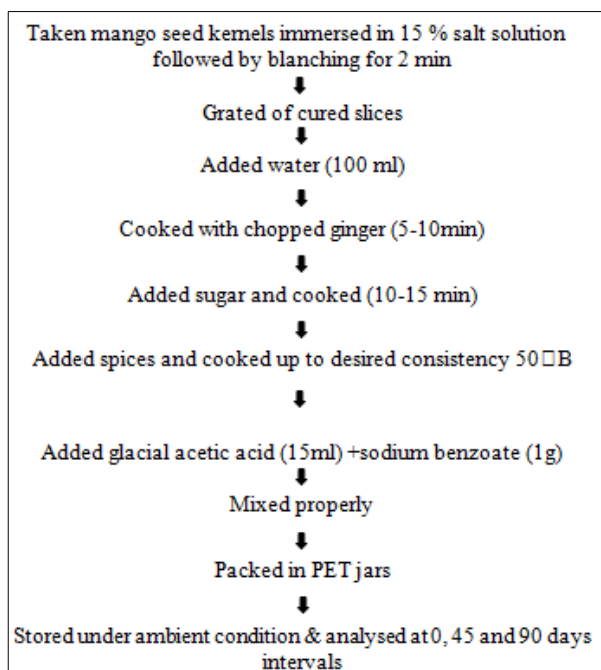 Taken mango seed kernels immersed in 15 % salt solution
followed by blanching for 2 min
Grated of cured slices
Added water (100 ml)
Cooked with chopped ginger (5-10min)
Added sugar and cooked (10-15 min)
Added spices and cooked up to desired consistency 50□B
Added glacial acetic acid (15ml) +sodium benzoate (1g)
Mixed properly
Packed in PET jars
Stored under ambient condition & analysed at 0, 45 and 90 days
intervals